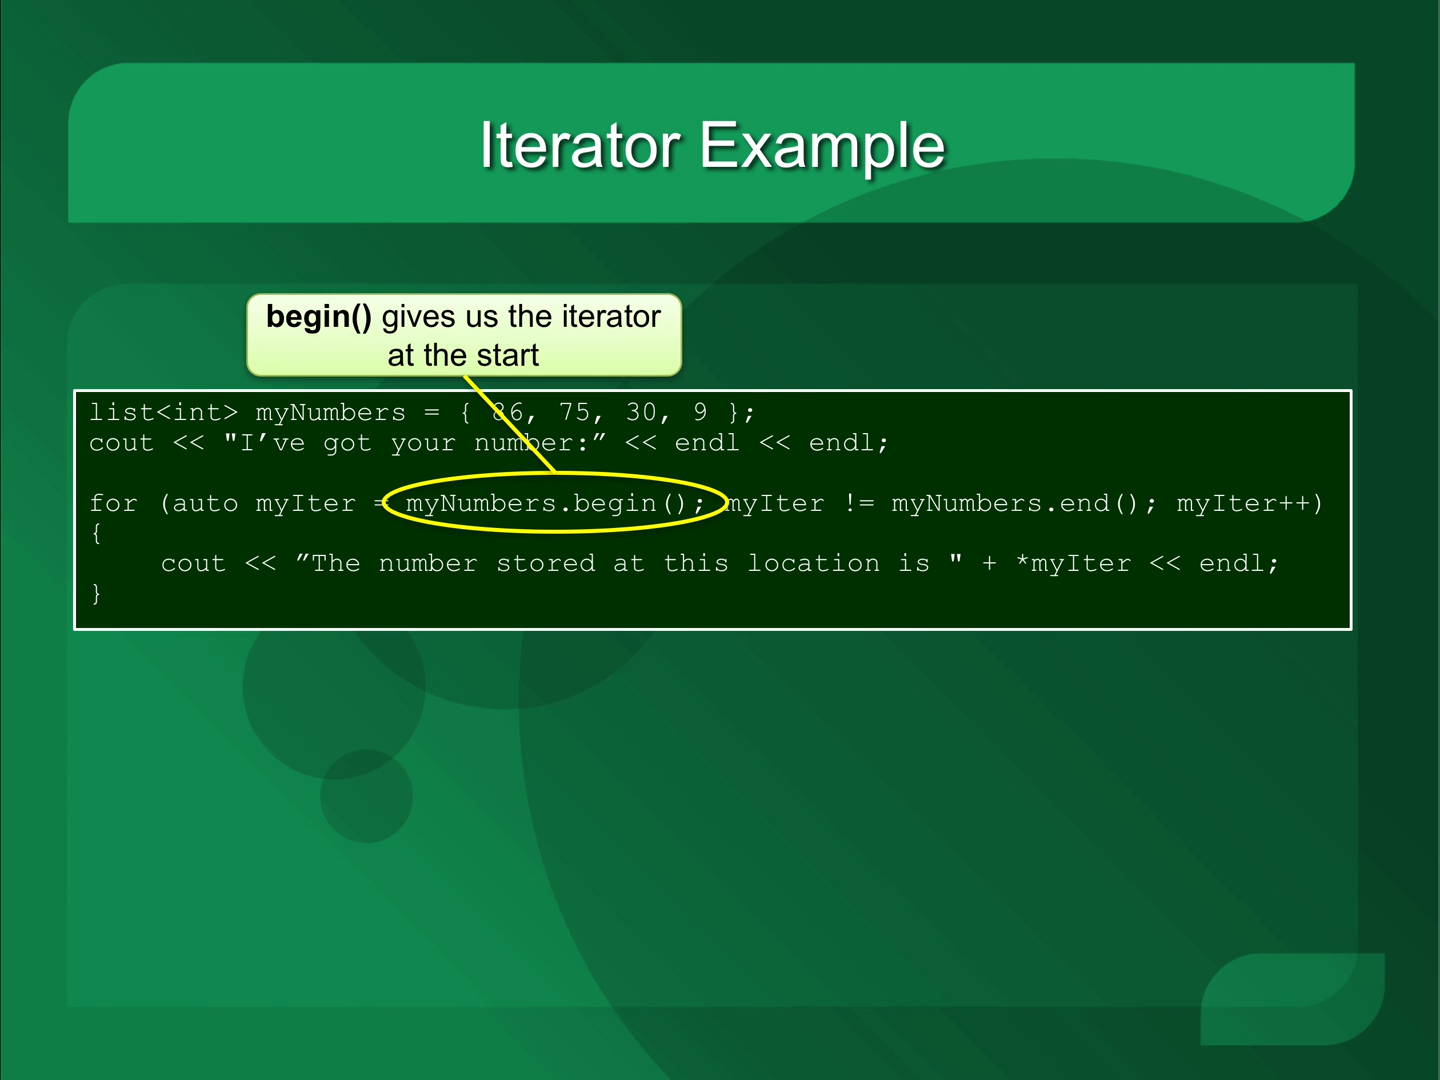 Iterator Example
begin() gives us the iterator
at the start
list<int> myNumbers = { 86, 75, 30, 9 };
cout << "I’ve got your number:” << endl << endl;
for (auto myIter = myNumbers.begin(); myIter != myNumbers.end(); myIter++)
{
cout << ”The number stored at this location is " + *myIter << endl;
}